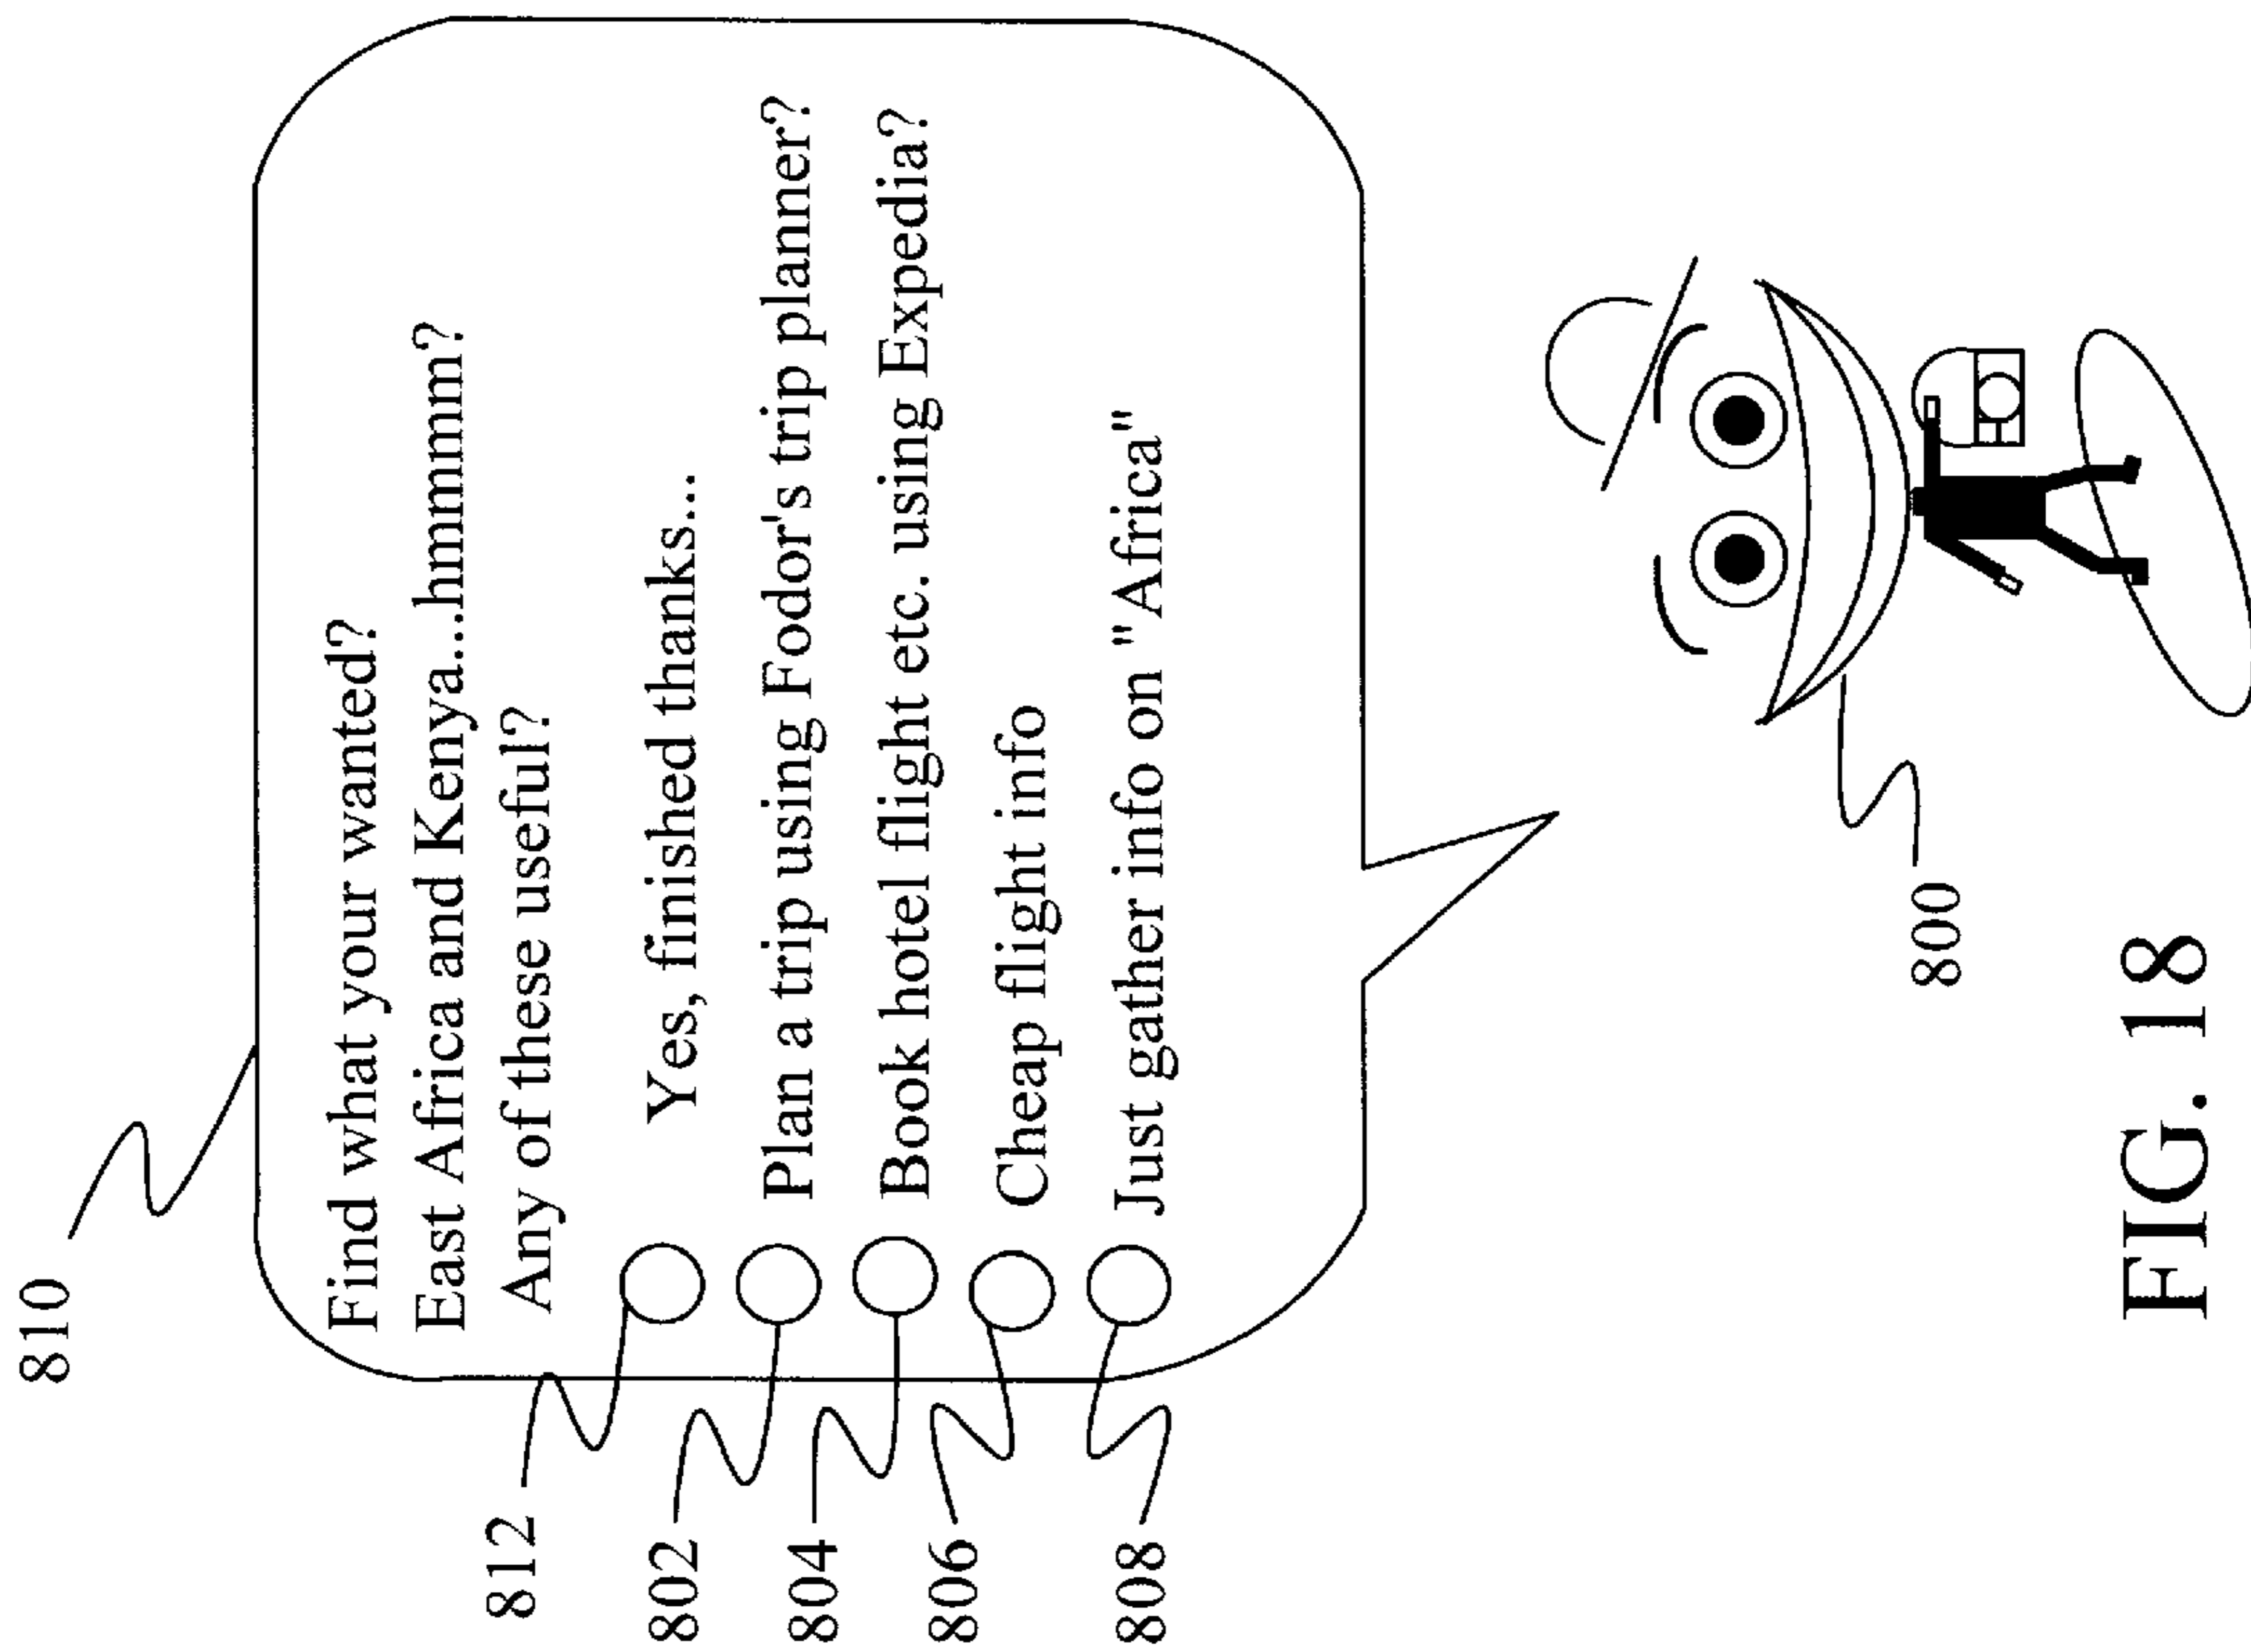 810
Find what your wanted?
East Africa and Kenya...hmmmm?
Any of these useful?
812
Yes, finished thanks...
802
Plan a trip using Fodor's trip planner?
804
Book hotel flight etc. using Expedia?
806
Cheap flight info
808
Just gather info on "Africa"
800
FIG. 18